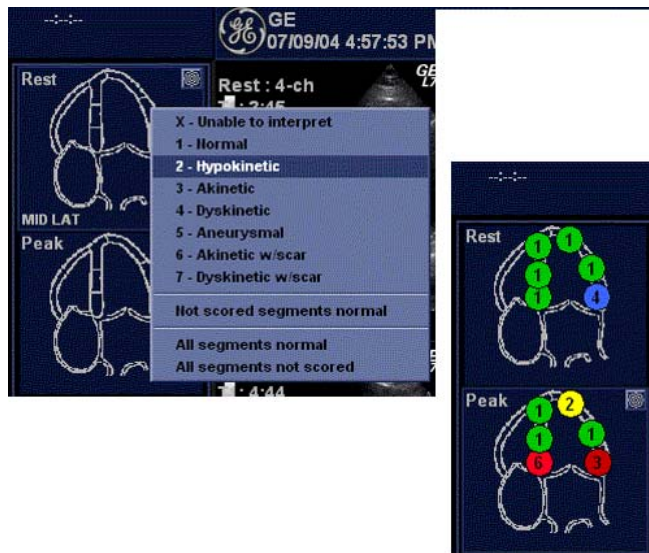 --:--:--
GE
07/09/04 4:57:53 PM
Rest
Rest : 4-ch
X - Unable to interpret
1 - Normal
2 - Hypokinetic
3 - Akinetic
4 - Dyskinetic
5 - Aneurysmal
6 - Akinetic w/scar
7 - Dyskinetic w/scar
Not scored segments normal
All segments normal
All segments not scored
MID LAT
Peak
: 4:44
--:--:--
Rest
1
1
1
1
1
4
Peak
1
2
1
1
6
3